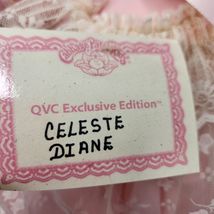 QVC Exclusive Edition™
CELESTE
DIANE